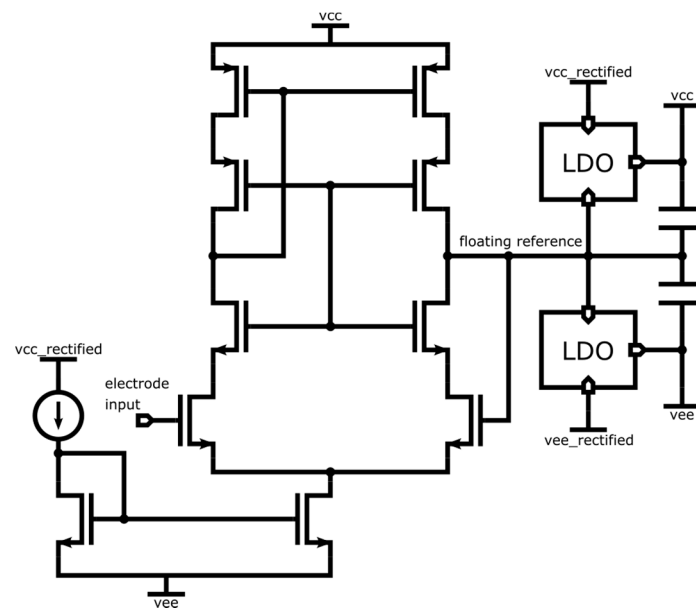 vcc
vcc_rectified
vcc
LDO
floating reference
vcc_rectified
LDO
electrode
input
vee
vee_rectified
vee